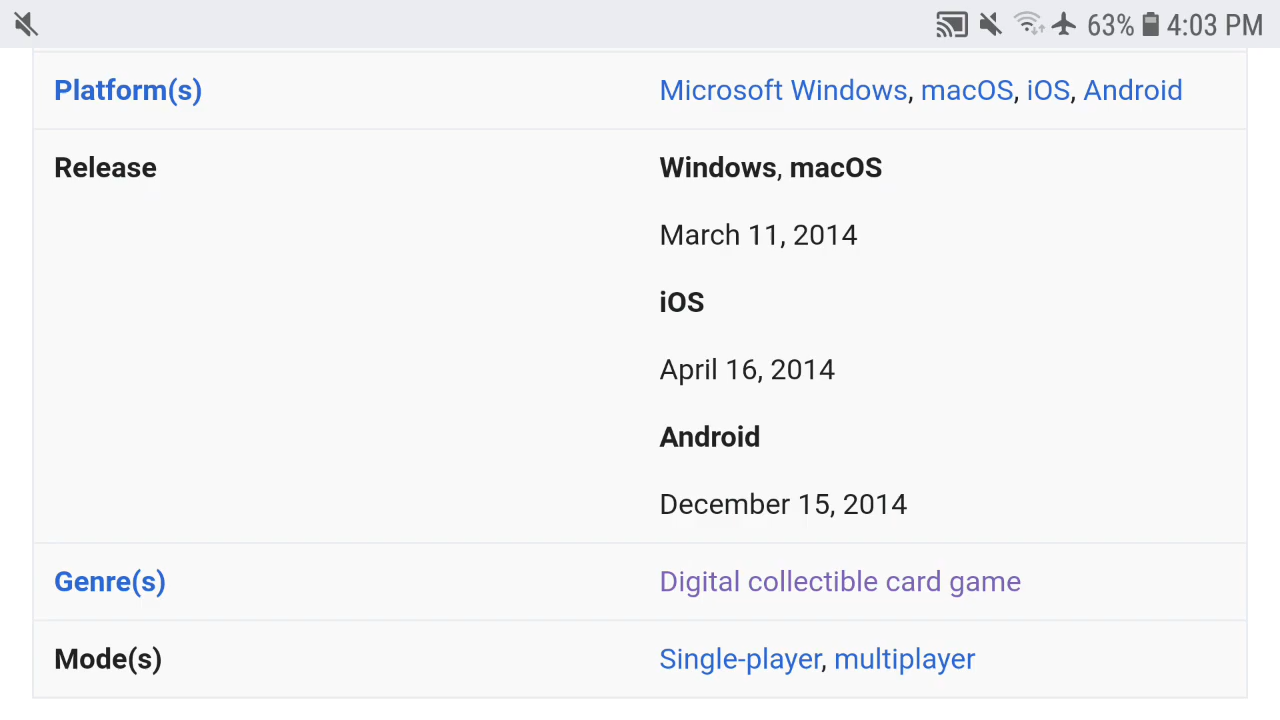 63% 4:03 PM
Platform(s) Microsoft Windows, macOS, iOS, Android
Release Windows, macOS
March 11, 2014
iOS
April 16, 2014
Android
December 15, 2014
Genre(s) Digital collectible card game
Mode(s) Single-player, multiplayer